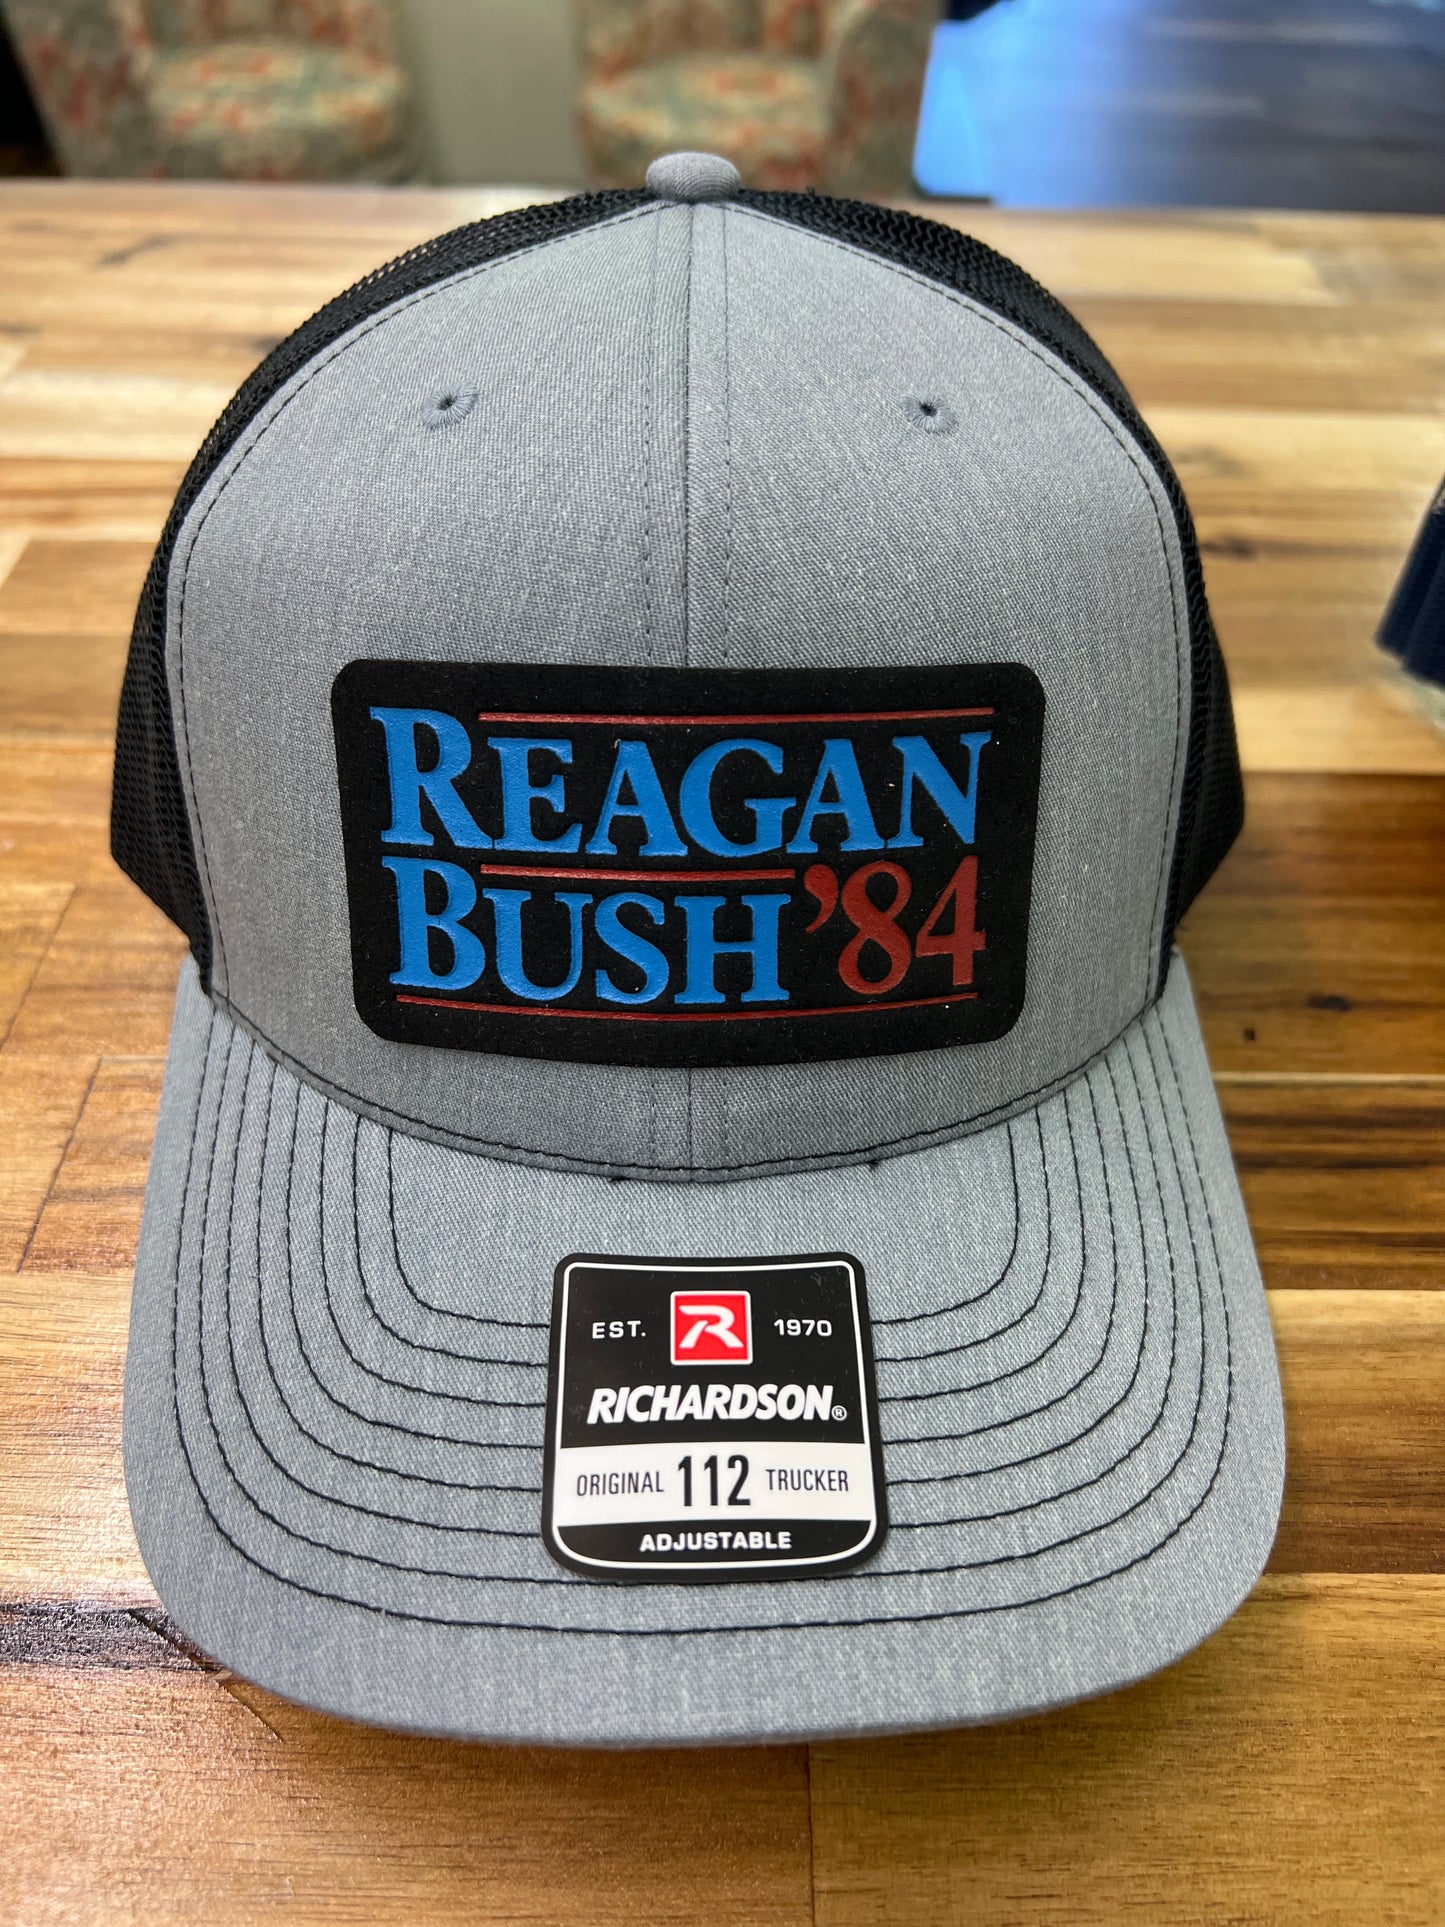 REAGAN
BUSH '84
EST. R 1970
RICHARDSON®
ORIGINAL 112 TRUCKER
ADJUSTABLE